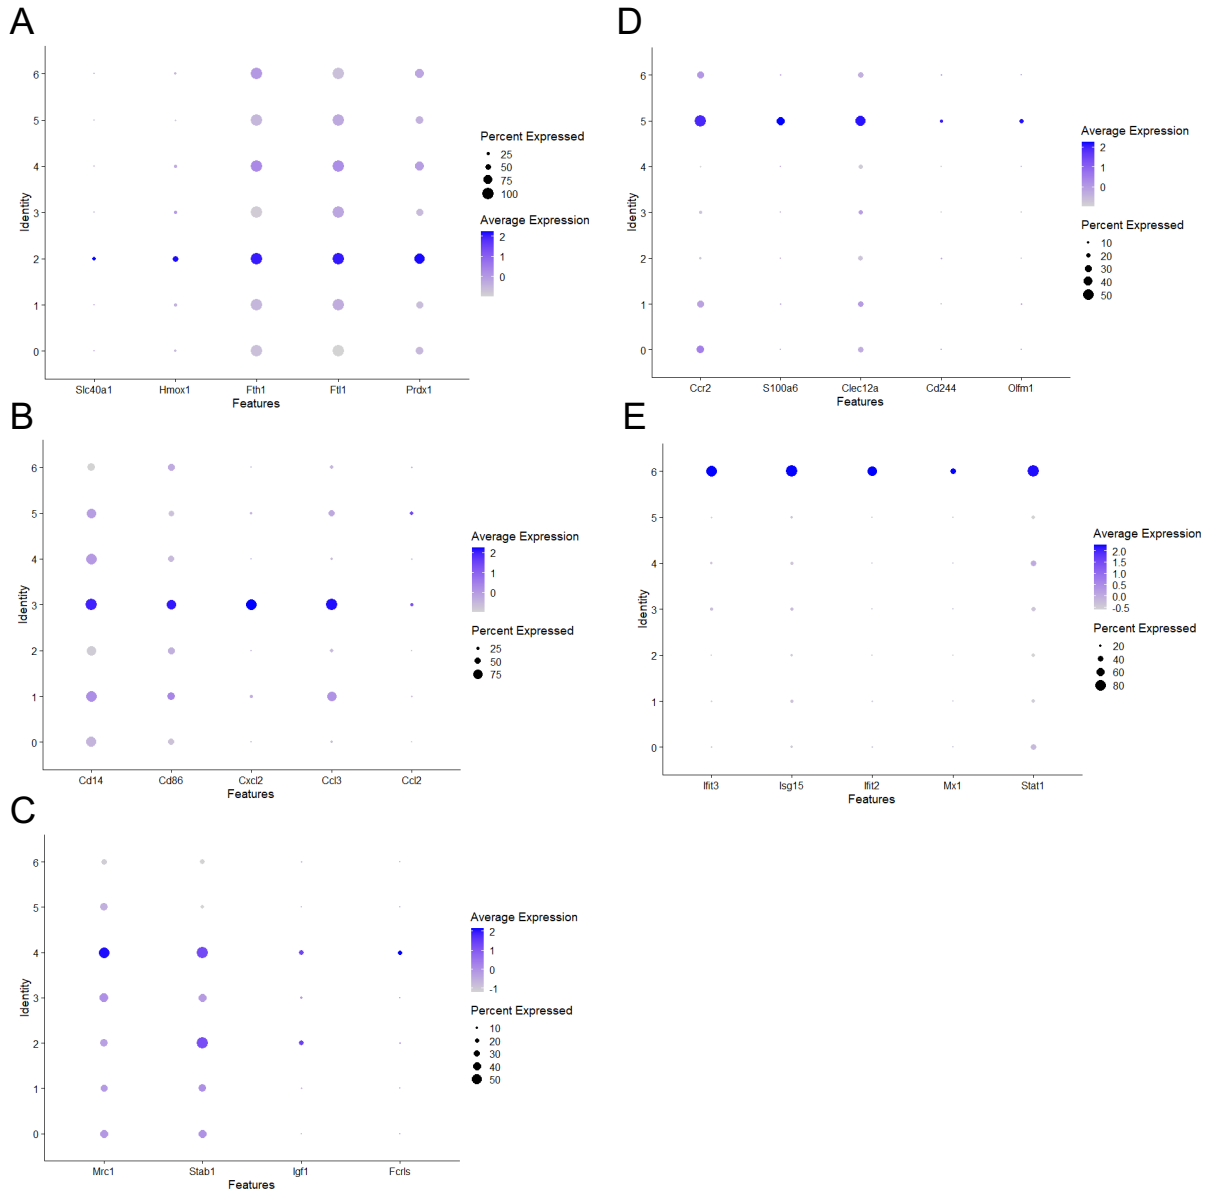 A
6
5
4
3
2
1
0
Identity
Slc40a1 Hmox1 Fth1 Ftl1 Prdx1
Features
Percent Expressed
25
50
75
100
Average Expression
2
1
0
B
6
5
4
3
2
1
0
Identity
Cd14 Cd86 Cxcl2 Ccl3 Ccl2
Features
Average Expression
2
1
0
Percent Expressed
25
50
75
C
6
5
4
3
2
1
0
Identity
Mrc1 Stab1 Igf1 Fcrls
Features
Average Expression
2
1
0
-1
Percent Expressed
10
20
30
40
50
D
6
5
4
3
2
1
0
Identity
Ccr2 S100a6 Clec12a Cd244 Olfm1
Features
Average Expression
2
1
0
Percent Expressed
10
20
30
40
50
E
6
5
4
3
2
1
0
Identity
Ifit3 Isg15 Ifit2 Mx1 Stat1
Features
Average Expression
2.0
1.5
1.0
0.5
0.0
-0.5
Percent Expressed
20
40
60
80